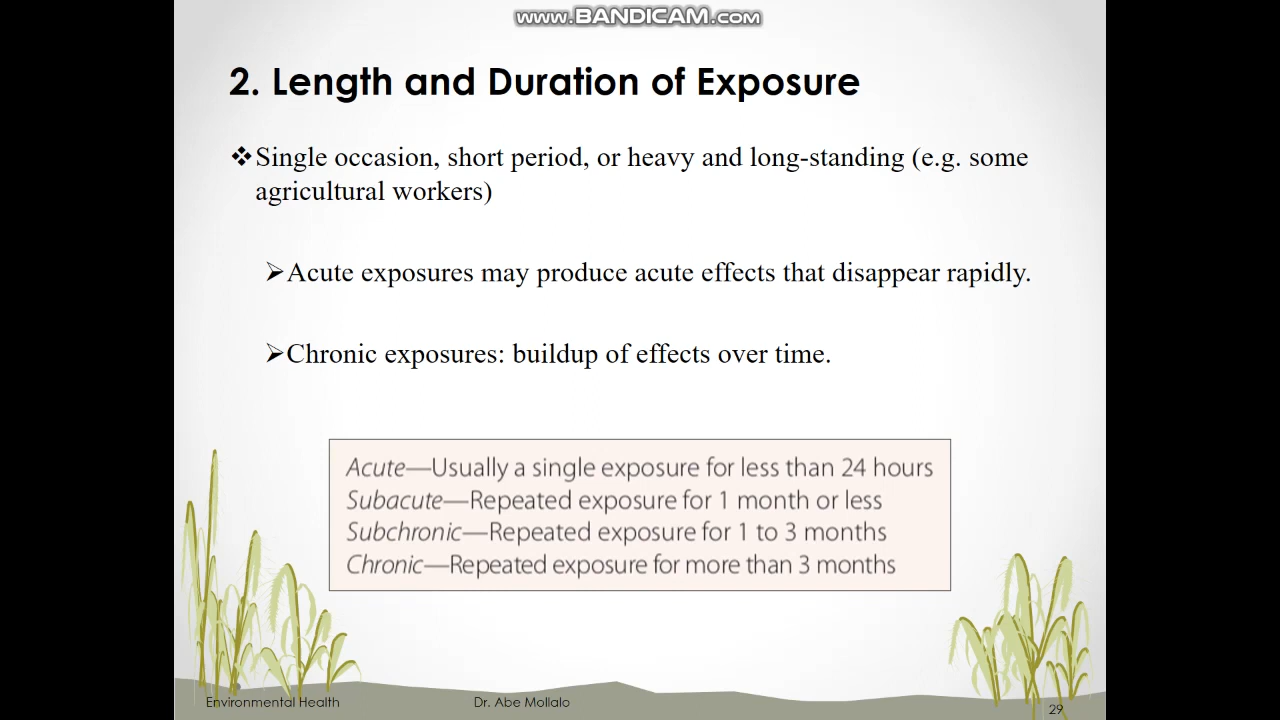 www.BANDICAM.com
2. Length and Duration of Exposure
❖Single occasion, short period, or heavy and long-standing (e.g. some
agricultural workers)
➢Acute exposures may produce acute effects that disappear rapidly.
➢Chronic exposures: buildup of effects over time.
Acute—Usually a single exposure for less than 24 hours
Subacute—Repeated exposure for 1 month or less
Subchronic—Repeated exposure for 1 to 3 months
Chronic—Repeated exposure for more than 3 months
Environmental Health
Dr. Abe Mollalo
29